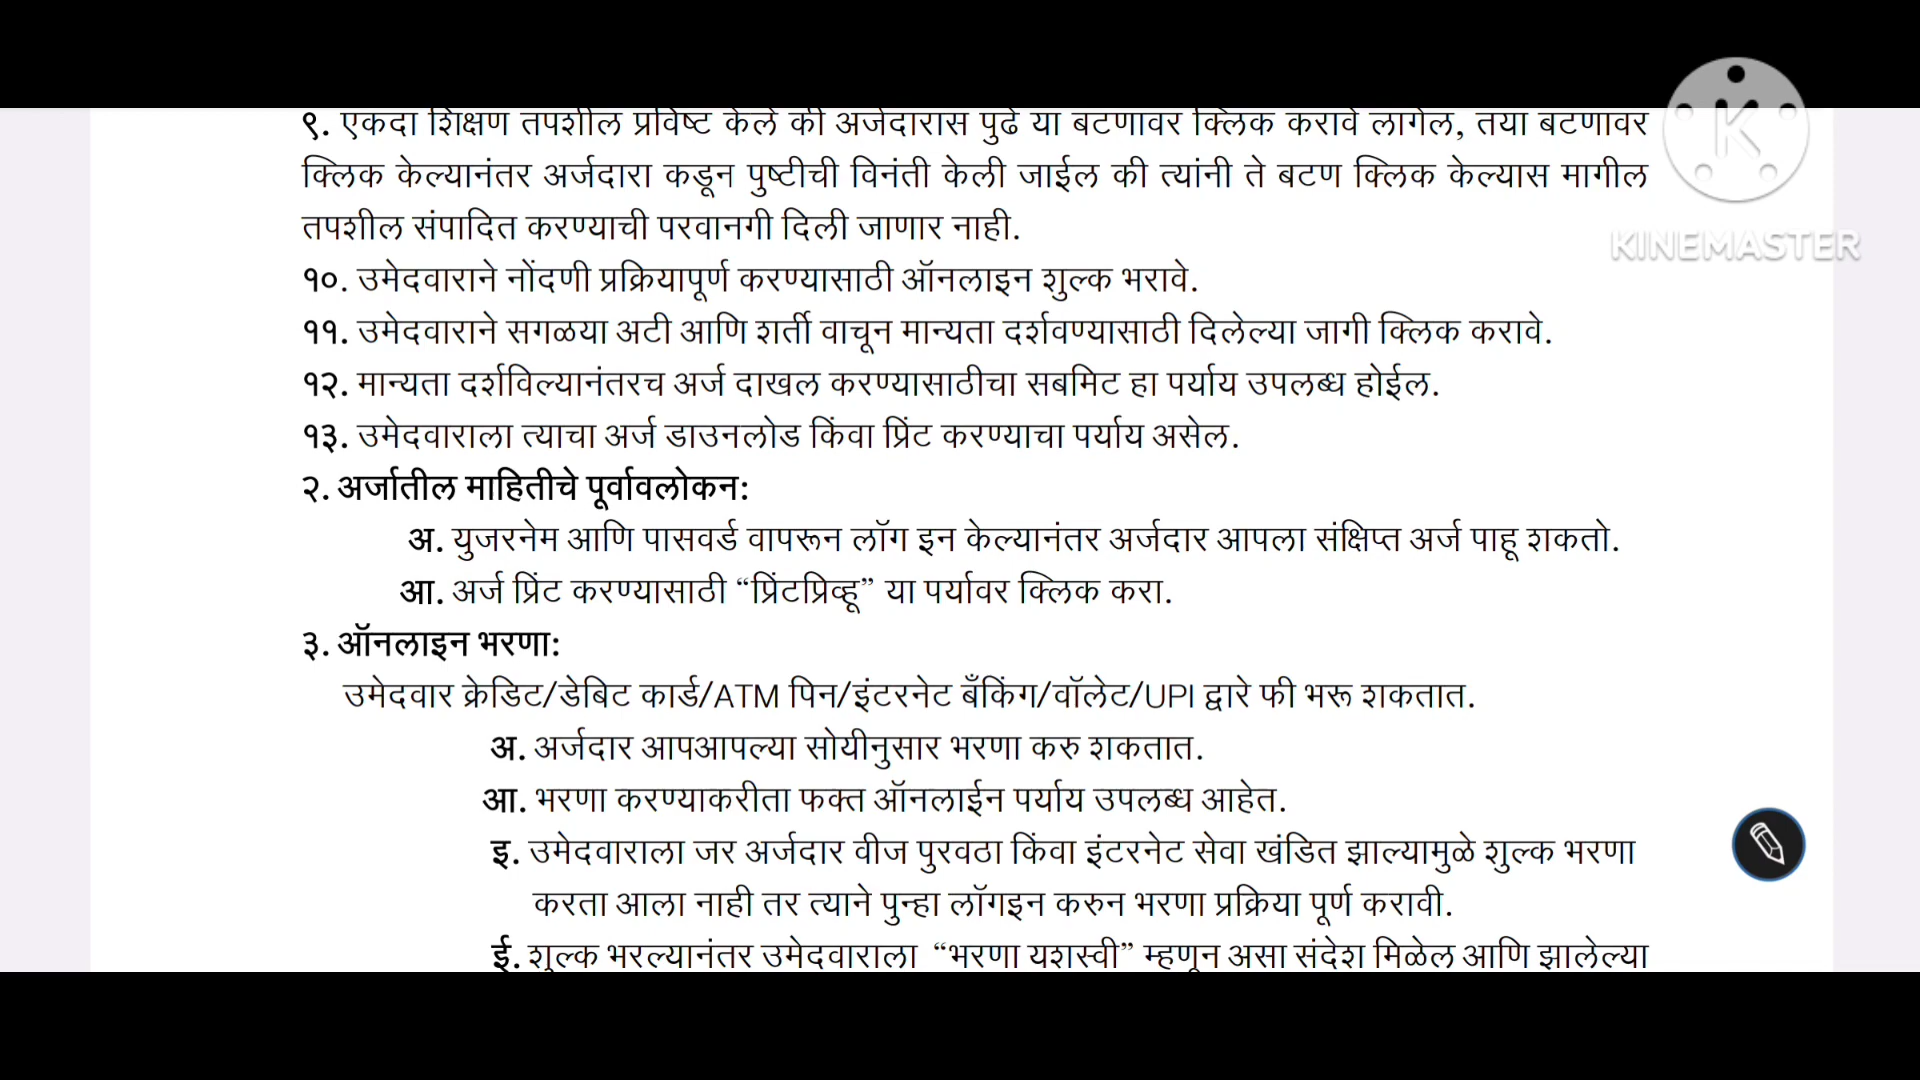 ९. एकदा शिक्षण तपशील प्रविष्ट केले की अर्जदारास पुढे या बटणावर क्लिक करावे लागेल, तया बटणावर
क्लिक केल्यानंतर अर्जदारा कडून पुष्टीची विनंती केली जाईल की त्यांनी ते बटण क्लिक केल्यास मागील
तपशील संपादित करण्याची परवानगी दिली जाणार नाही.
१०. उमेदवाराने नोंदणी प्रक्रियापूर्ण करण्यासाठी ऑनलाइन शुल्क भरावे.
११. उमेदवाराने सगळया अटी आणि शर्ती वाचून मान्यता दर्शवण्यासाठी दिलेल्या जागी क्लिक करावे.
१२. मान्यता दर्शविल्यानंतरच अर्ज दाखल करण्यासाठीचा सबमिट हा पर्याय उपलब्ध होईल.
१३. उमेदवाराला त्याचा अर्ज डाउनलोड किंवा प्रिंट करण्याचा पर्याय असेल.
२. अर्जातील माहितीचे पूर्वावलोकन:
अ. युजरनेम आणि पासवर्ड वापरून लॉग इन केल्यानंतर अर्जदार आपला संक्षिप्त अर्ज पाहू शकतो.
आ. अर्ज प्रिंट करण्यासाठी “प्रिंटप्रिव्हू” या पर्यावर क्लिक करा.
३. ऑनलाइन भरणा:
उमेदवार क्रेडिट/डेबिट कार्ड/ATM पिन/इंटरनेट बँकिंग/वॉलेट/UPI द्वारे फी भरू शकतात.
अ. अर्जदार आपआपल्या सोयीनुसार भरणा करु शकतात.
आ. भरणा करण्याकरीता फक्त ऑनलाईन पर्याय उपलब्ध आहेत.
इ. उमेदवाराला जर अर्जदार वीज पुरवठा किंवा इंटरनेट सेवा खंडित झाल्यामुळे शुल्क भरणा
करता आला नाही तर त्याने पुन्हा लॉगइन करुन भरणा प्रक्रिया पूर्ण करावी.
ई. शुल्क भरल्यानंतर उमेदवाराला “भरणा यशस्वी” म्हणून असा संदेश मिळेल आणि झालेल्या
K
KINEMASTER